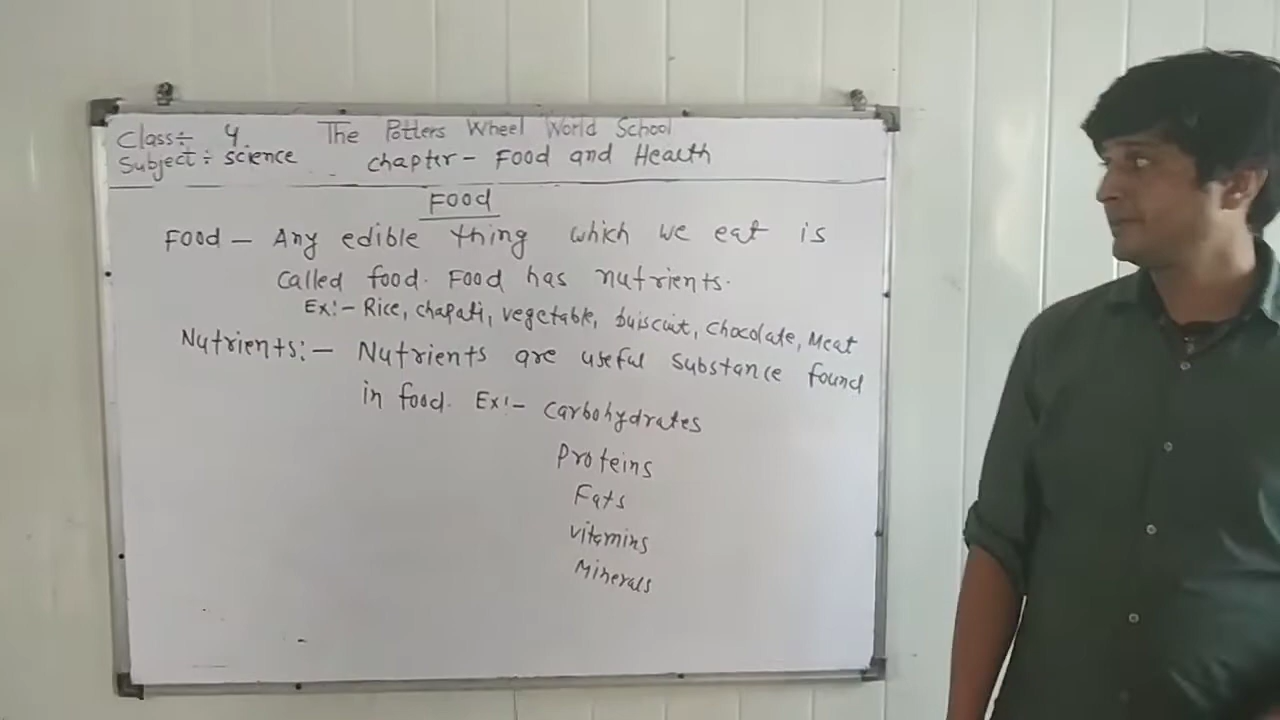 Class:- 4. The Potters Wheel World School
Subject:- Science Chapter - Food and Health
Food
Food - Any edible thing which we eat is
called food. Food has nutrients.
Ex:- Rice, chapati, vegetable, buiscuit, chocolate, Meat
Nutrients:- Nutrients are useful substance found
in food. Ex:- Carbohydrates
Proteins
Fats
vitamins
Minerals